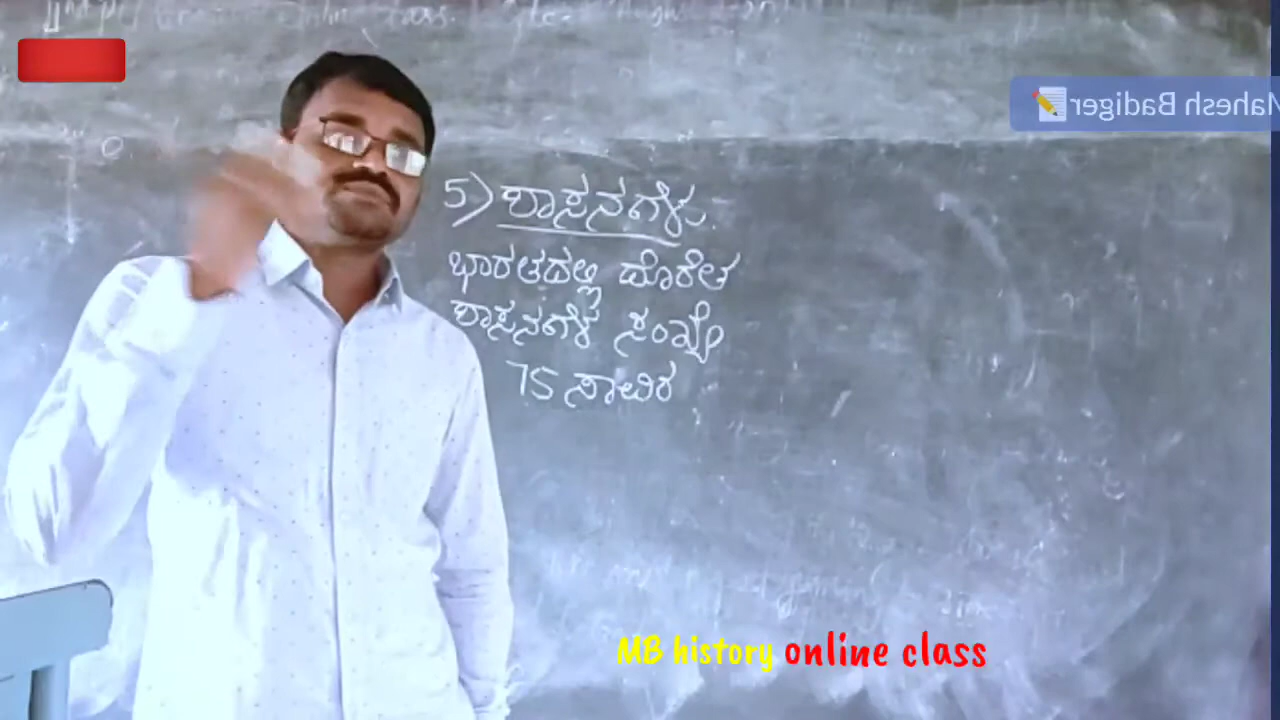 Mahesh Badiger
5) ಶಾಸನಗಳು.
ಭಾರತದಲ್ಲಿ ದೊರೆತ
ಶಾಸನಗಳ ಸಂಖ್ಯೆ
75 ಸಾವಿರ
MB history online class